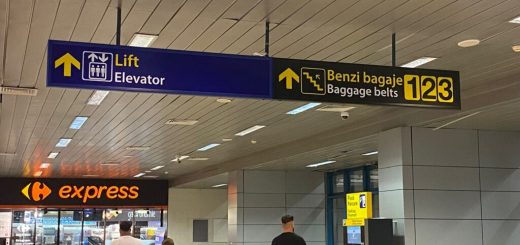 Lift
Elevator
Benzi bagaje
Baggage belts
123
express